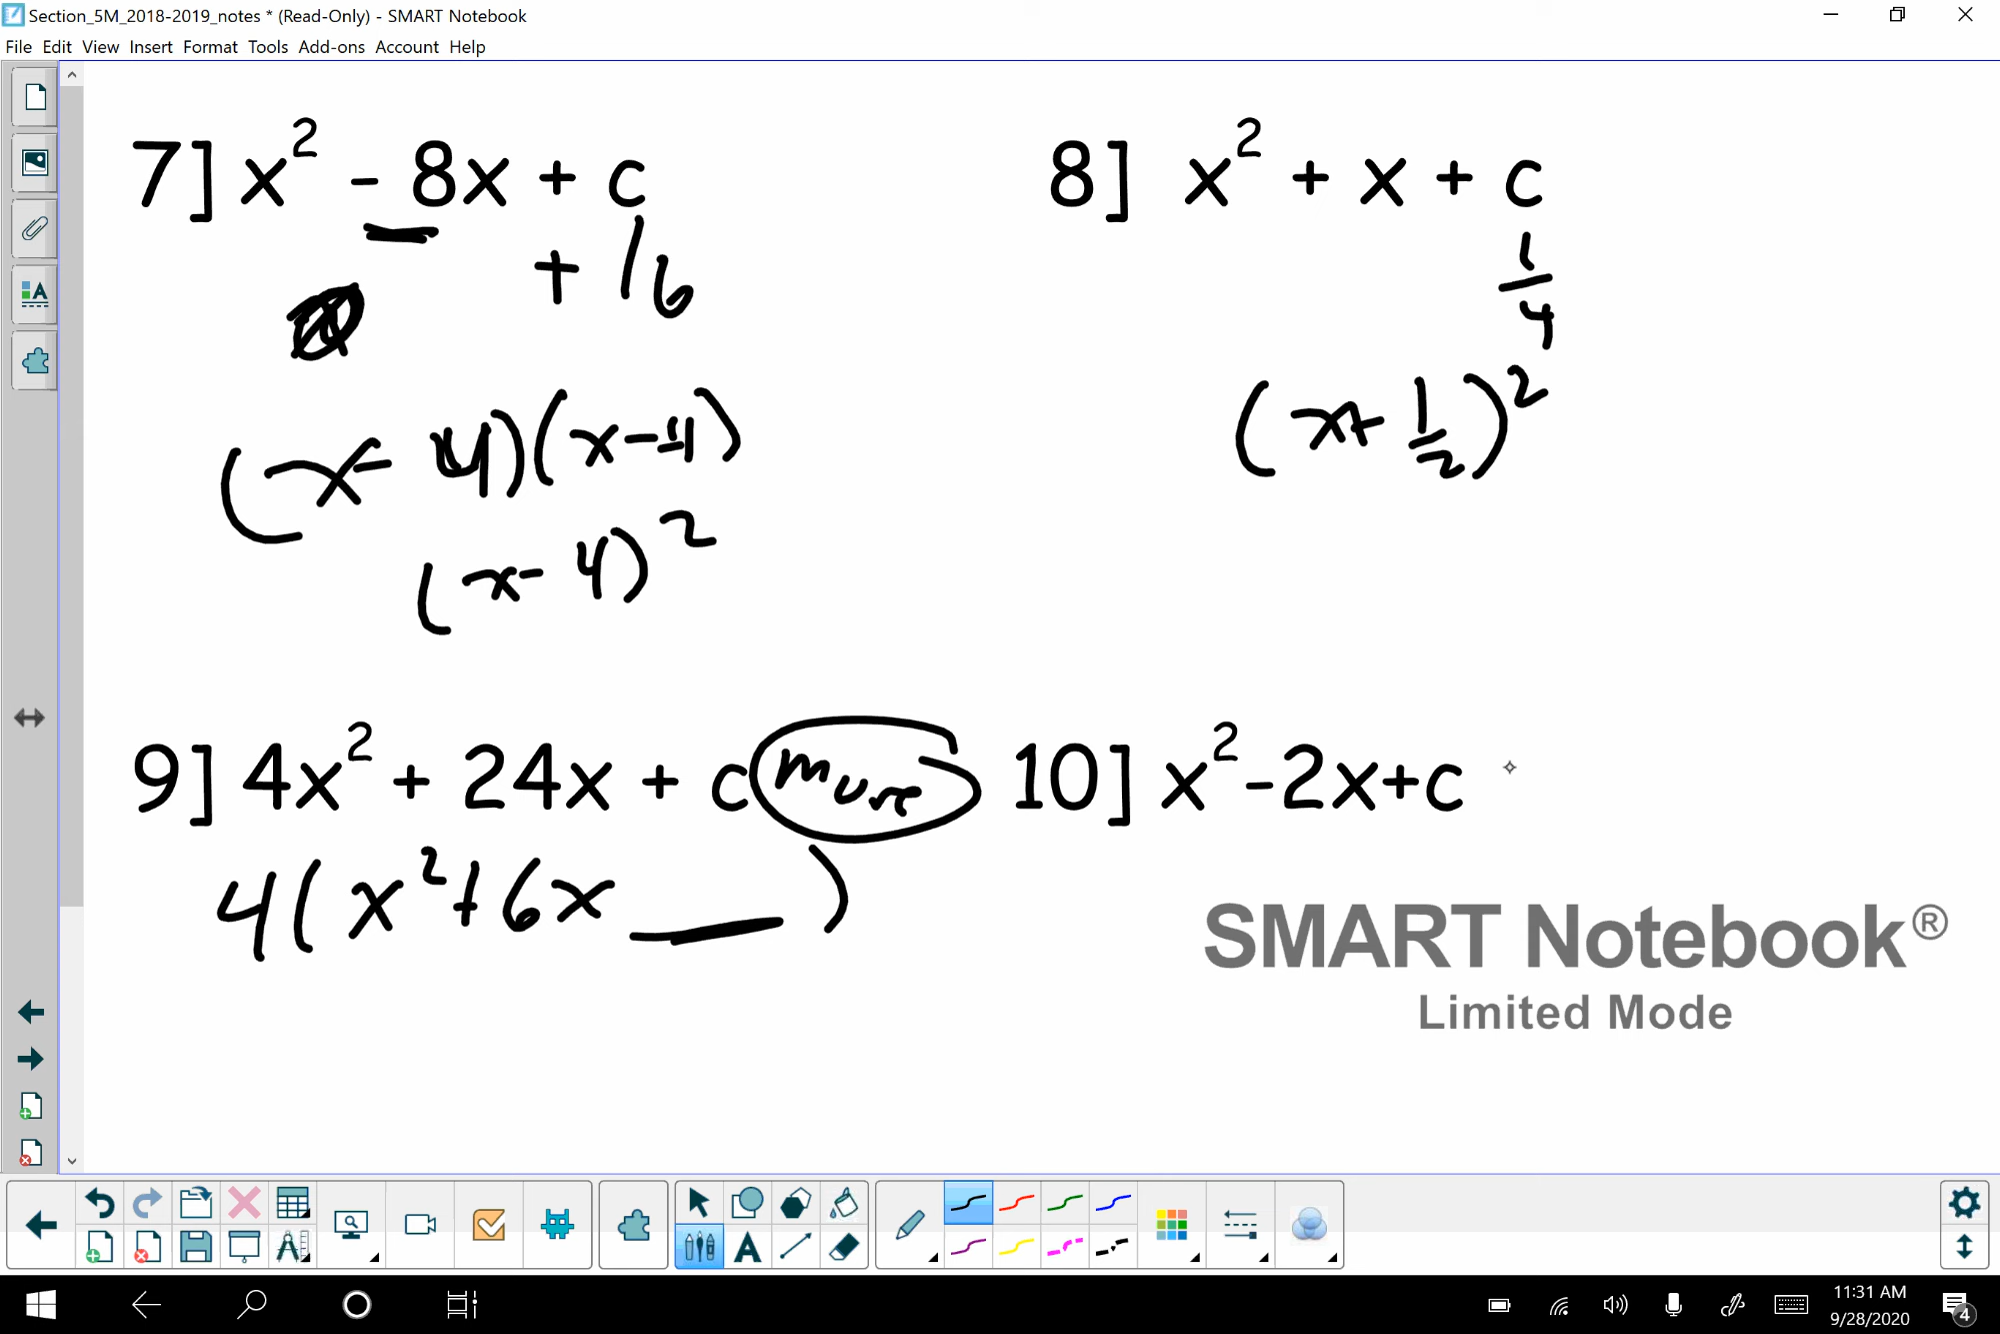 Section_5M_2018-2019_notes * (Read-Only) - SMART Notebook
File Edit View Insert Format Tools Add-ons Account Help
7] x² - 8x + c
+ 16
(x - 4)(x - 4)
(x - 4)²
8] x² + x + c
1/4
(x + 1/2)²
9] 4x² + 24x + c
4(x² + 6x ___ )
10] x²-2x+c
SMART Notebook®
Limited Mode
11:31 AM
9/28/2020
4